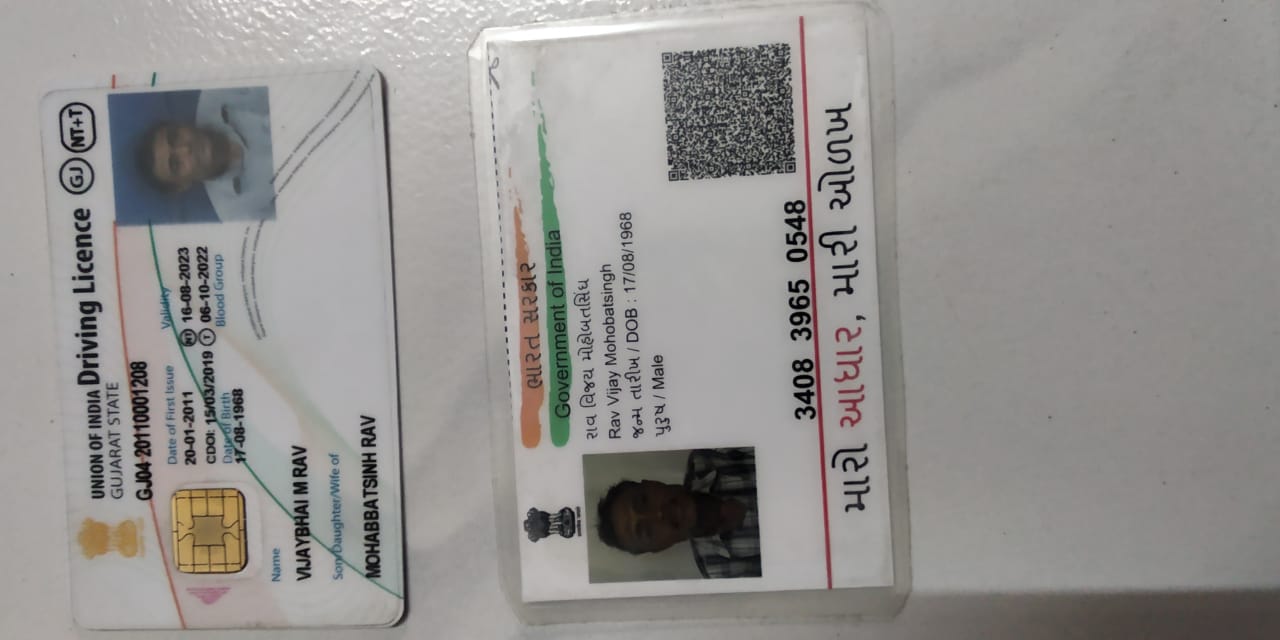 UNION OF INDIA Driving Licence GJ NT+T
GUJARAT STATE
GJ04 20110001208
Date of First Issue Validity
20-01-2011 NT 16-08-2023
CDOI: 15/03/2019 T 06-10-2022
Date of Birth Blood Group
17-08-1968
Name
VIJAYBHAI M RAV
Son/Daughter/Wife of
MOHABBATSINH RAV
ભારત સરકાર
Government of India
રાવ વિજય મોહોબતસિંઘ
Rav Vijay Mohobatsingh
જન્મ તારીખ / DOB : 17/08/1968
પુરૂષ / Male
3408 3965 0548
મારો આધાર, મારી ઓળખ